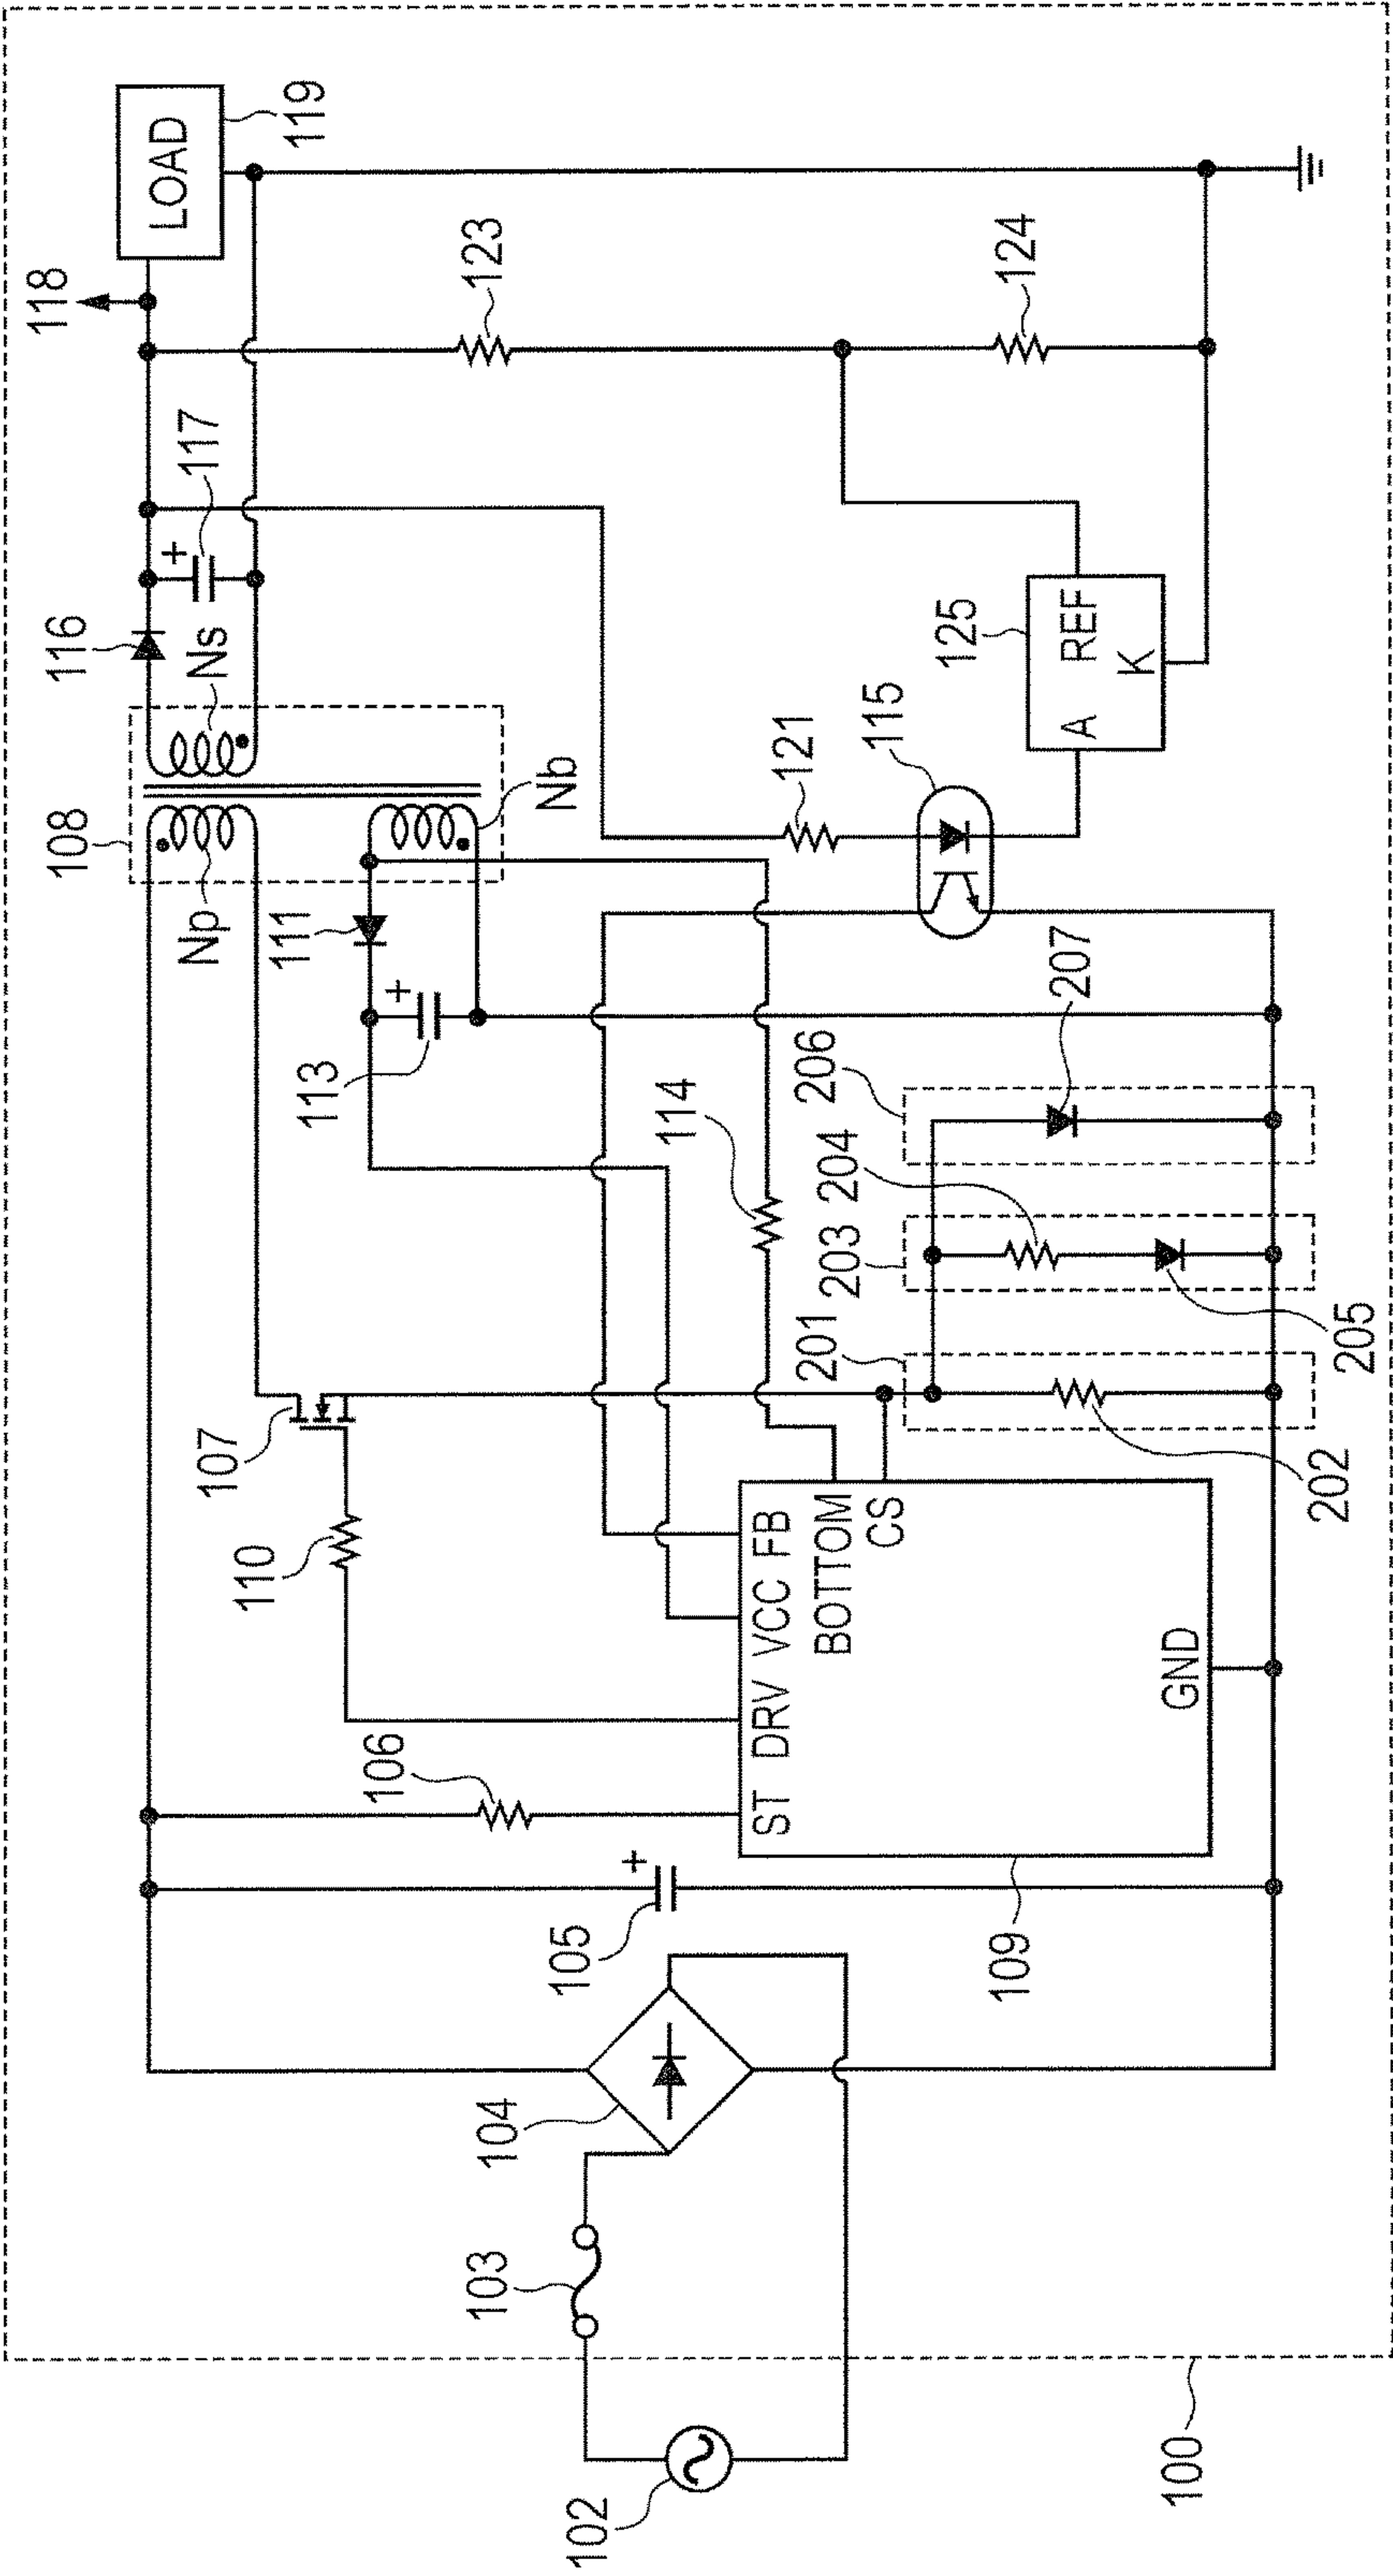 118
LOAD
119
116
Ns
117
+
108
Np
Nb
111
+
113
123
124
107
110
121
115
125
REF
A
K
114
106
201
203
204
206
207
202
205
ST
DRV
VCC
FB
BOTTOM
CS
GND
105
+
109
104
103
102
100